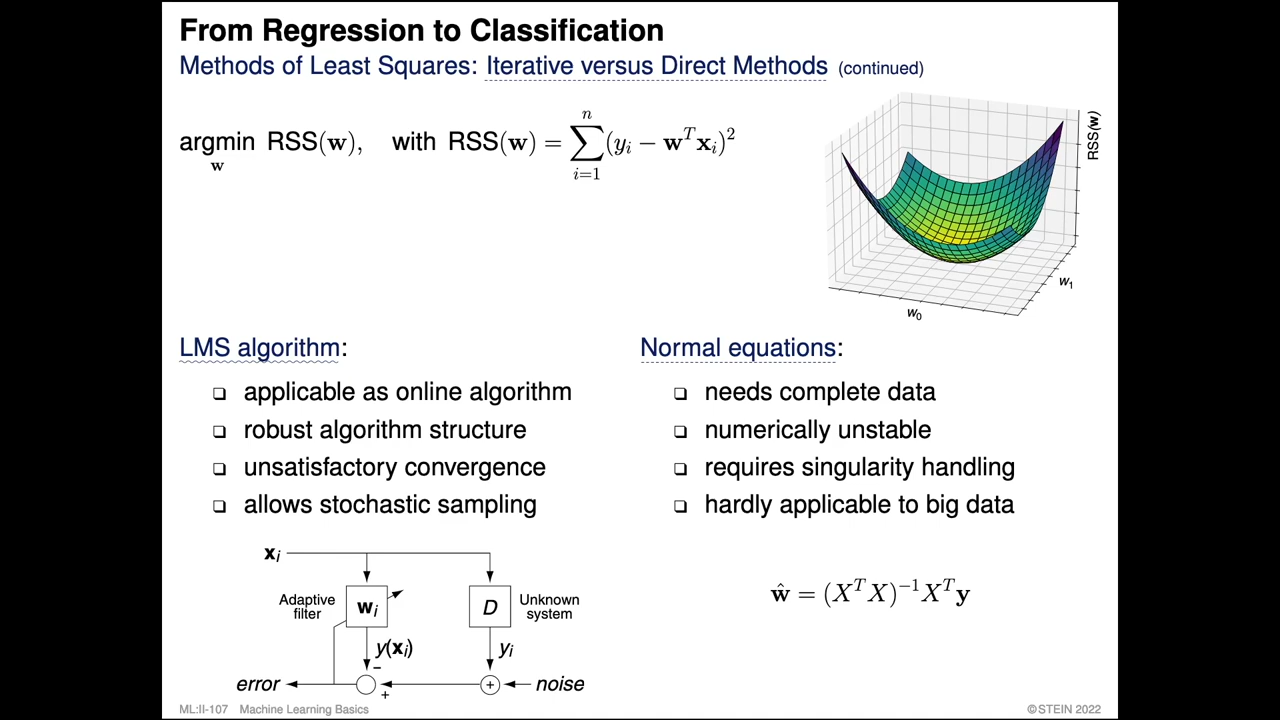 From Regression to Classification
Methods of Least Squares: Iterative versus Direct Methods (continued)
argmin RSS(w), with RSS(w) = ∑ (yᵢ − wᵀxᵢ)²
w
n
i=1
RSS(w)
w₁
w₀
LMS algorithm:
❑ applicable as online algorithm
❑ robust algorithm structure
❑ unsatisfactory convergence
❑ allows stochastic sampling
xᵢ
Adaptive
filter
wᵢ
D
Unknown
system
y(xᵢ)
yᵢ
−
error
+
+
noise
Normal equations:
❑ needs complete data
❑ numerically unstable
❑ requires singularity handling
❑ hardly applicable to big data
ŵ = (XᵀX)⁻¹Xᵀy
ML:II-107 Machine Learning Basics
©STEIN 2022